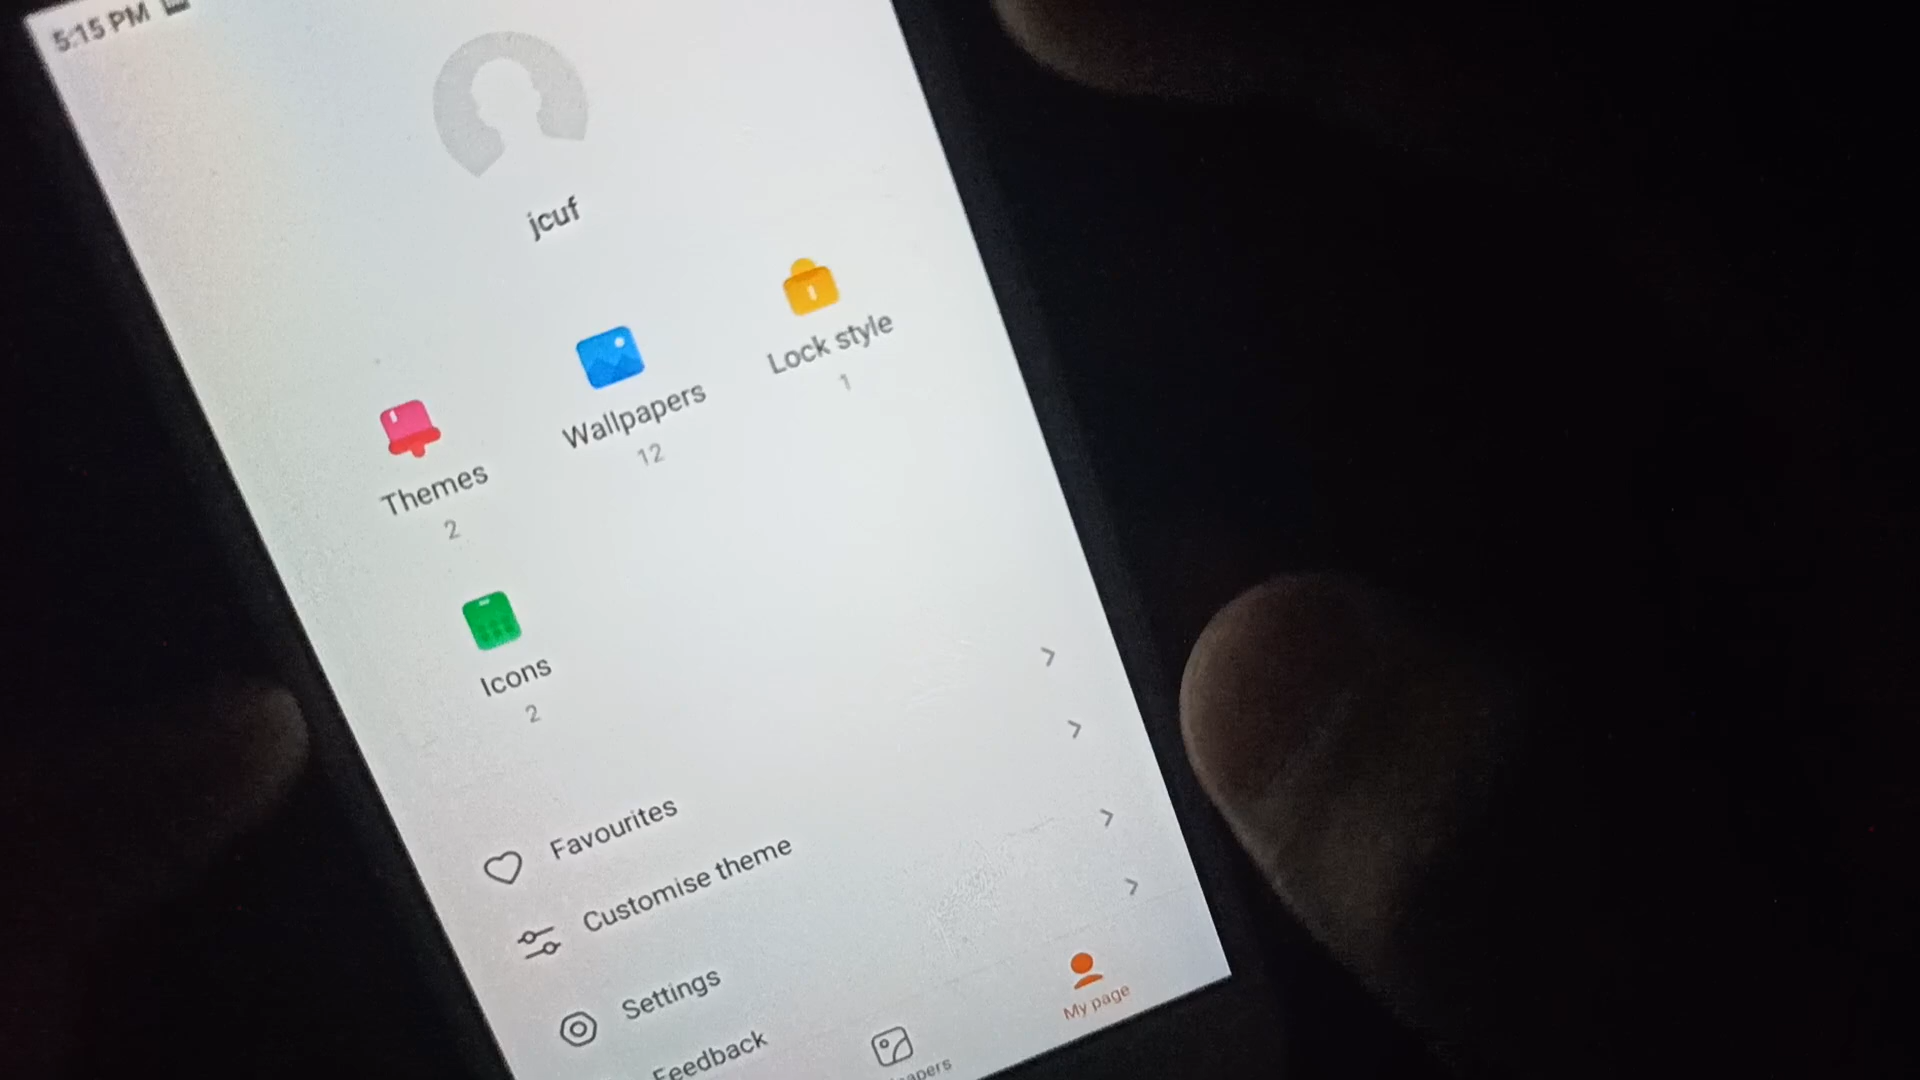 5:15 PM
jcuf
Themes
2
Wallpapers
12
Lock style
1
Icons
2
Favourites
Customise theme
Settings
Feedback
My page